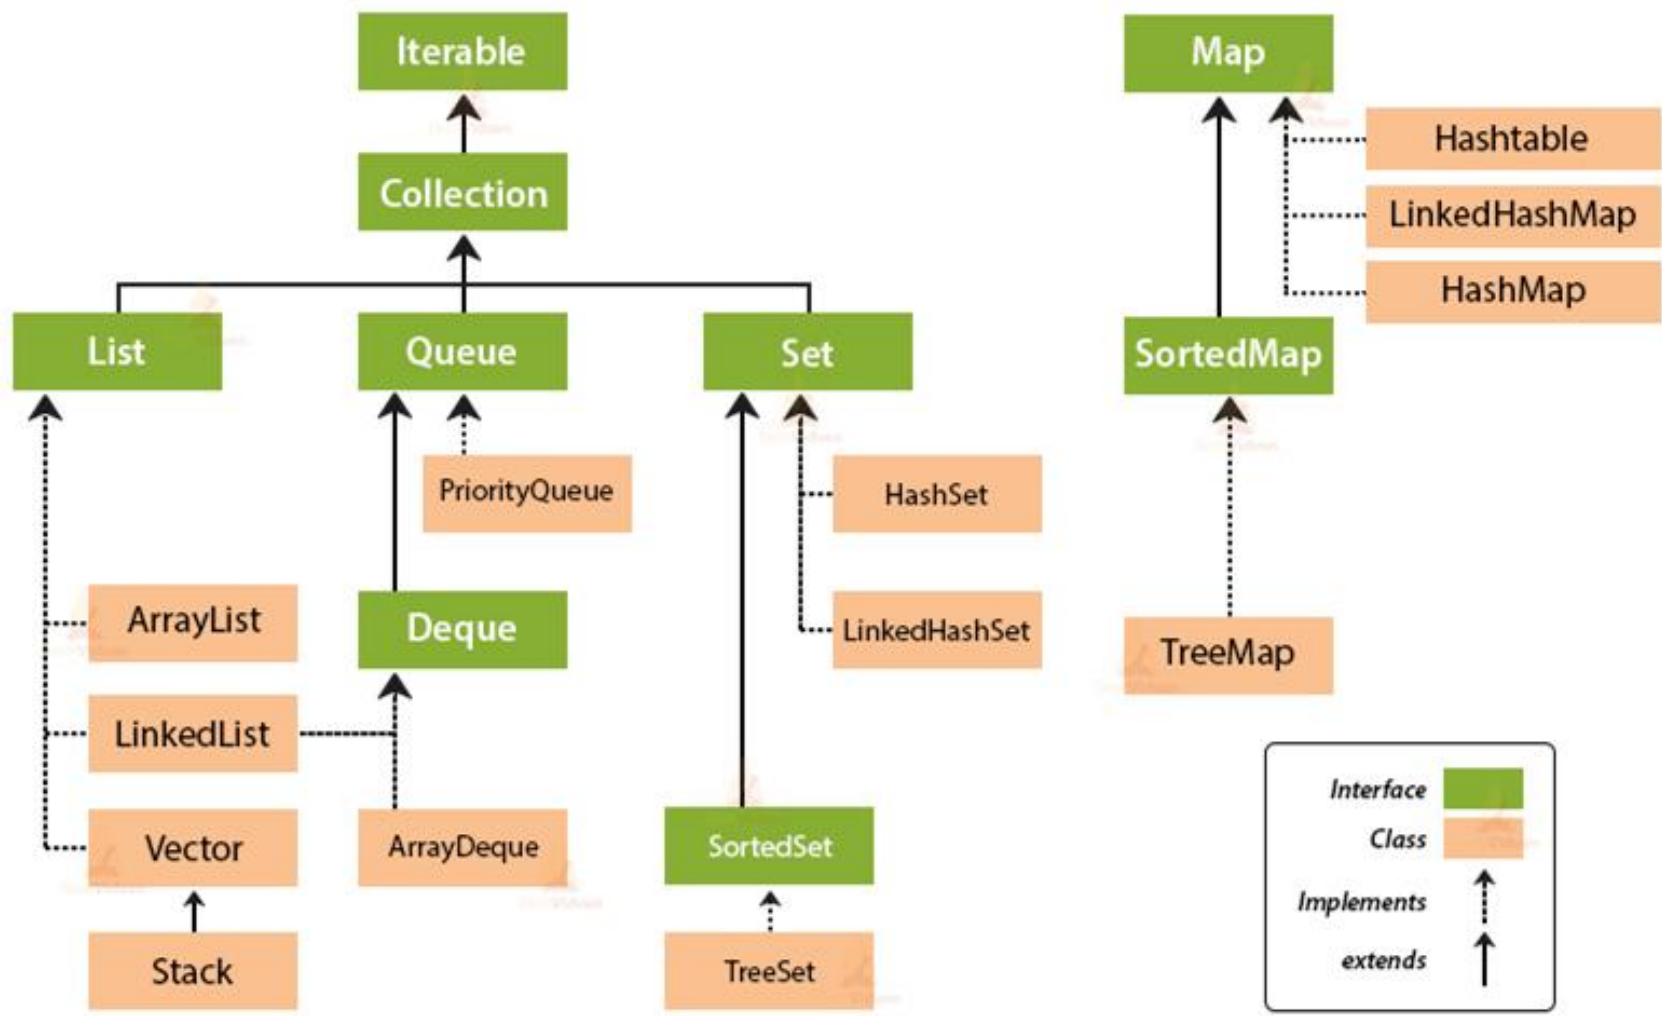 Iterable
Map
Hashtable
Collection
LinkedHashMap
HashMap
List
Queue
Set
SortedMap
PriorityQueue
HashSet
ArrayList
Deque
LinkedHashSet
TreeMap
LinkedList
Interface
Class
Vector
ArrayDeque
SortedSet
Implements
extends
Stack
TreeSet